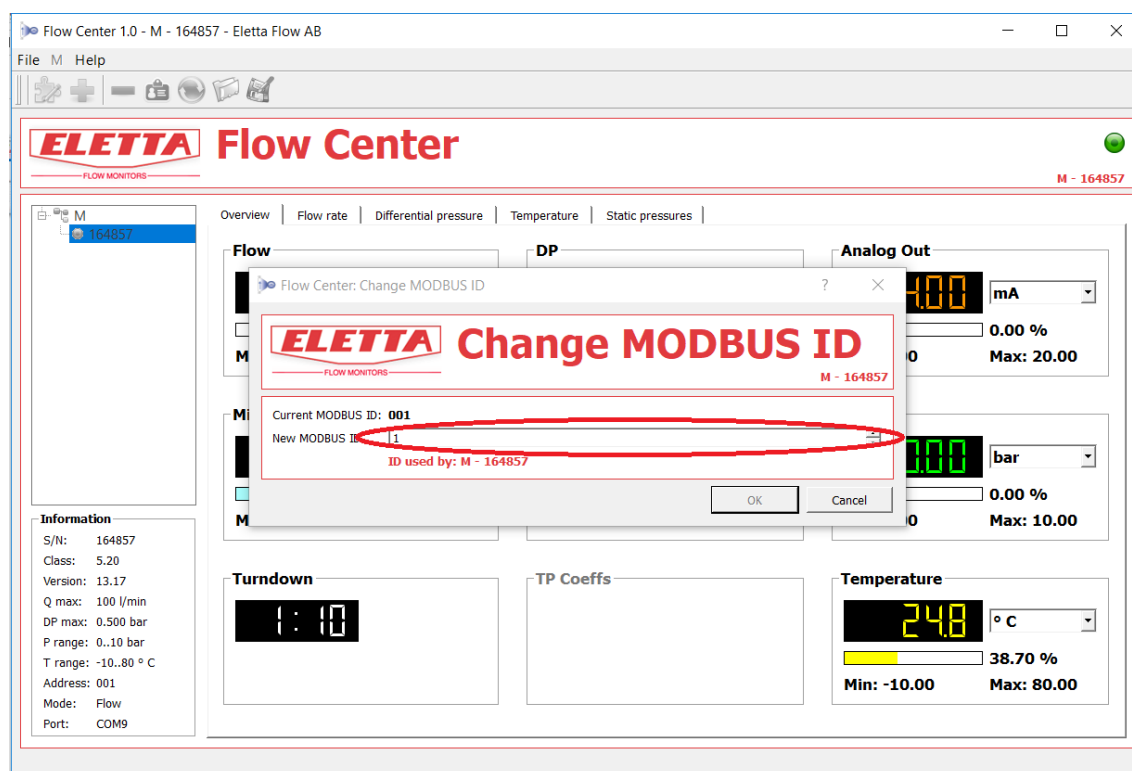 Flow Center 1.0 - M - 164857 - Eletta Flow AB
File M Help
ELETTA
FLOW MONITORS
Flow Center
M - 164857
M
164857
Overview Flow rate Differential pressure Temperature Static pressures
Flow DP Analog Out
mA
0.00 %
Max: 20.00
Flow Center: Change MODBUS ID ?
ELETTA
FLOW MONITORS
Change MODBUS ID
M - 164857
Current MODBUS ID: 001
New MODBUS ID
1
ID used by: M - 164857
OK Cancel
bar
0.00 %
Max: 10.00
Information
S/N: 164857
Class: 5.20
Version: 13.17
Q max: 100 l/min
DP max: 0.500 bar
P range: 0..10 bar
T range: -10..80 ° C
Address: 001
Mode: Flow
Port: COM9
Turndown
1:10
TP Coeffs
Temperature
24.8
° C
38.70 %
Min: -10.00 Max: 80.00